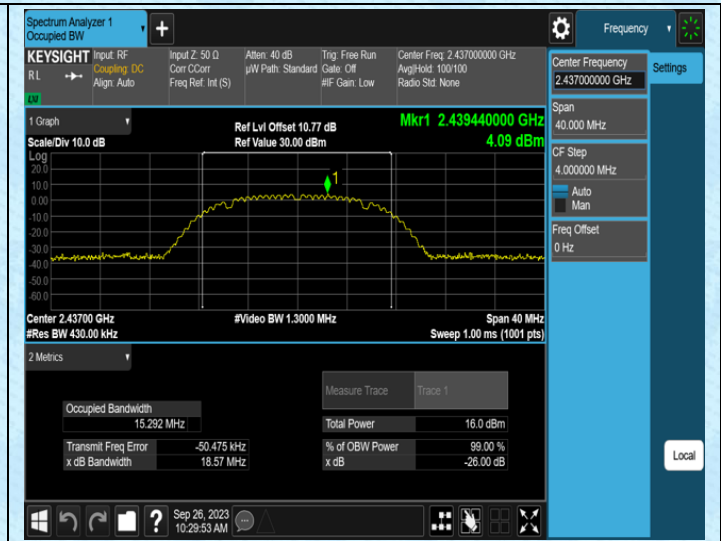 Spectrum Analyzer 1
Occupied BW
+
Frequency
KEYSIGHT
RL
LXI
Input: RF
Coupling: DC
Align: Auto
Input Z: 50 Ω
Corr CCorr
Freq Ref: Int (S)
Atten: 40 dB
µW Path: Standard
Trig: Free Run
Gate: Off
#IF Gain: Low
Center Freq: 2.437000000 GHz
Avg|Hold: 100/100
Radio Std: None
Center Frequency
2.437000000 GHz
Settings
Span
40.000 MHz
CF Step
4.000000 MHz
Auto
Man
Freq Offset
0 Hz
1 Graph
Scale/Div 10.0 dB
Ref Lvl Offset 10.77 dB
Ref Value 30.00 dBm
Mkr1 2.439440000 GHz
4.09 dBm
Log
20.0
10.0
0.00
-10.0
-20.0
-30.0
-40.0
-50.0
-60.0
1
Center 2.43700 GHz
#Video BW 1.3000 MHz
Span 40 MHz
#Res BW 430.00 kHz
Sweep 1.00 ms (1001 pts)
2 Metrics
Measure Trace
Trace 1
Occupied Bandwidth
15.292 MHz
Total Power
16.0 dBm
Transmit Freq Error
-50.475 kHz
% of OBW Power
99.00 %
x dB Bandwidth
18.57 MHz
x dB
-26.00 dB
Local
?
Sep 26, 2023
10:29:53 AM